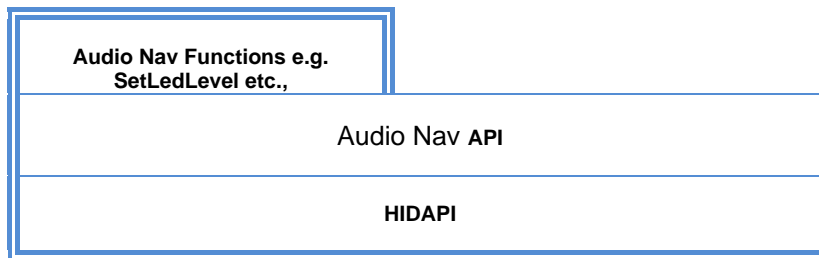 Audio Nav Functions e.g.
SetLedLevel etc.,
Audio Nav API
HIDAPI